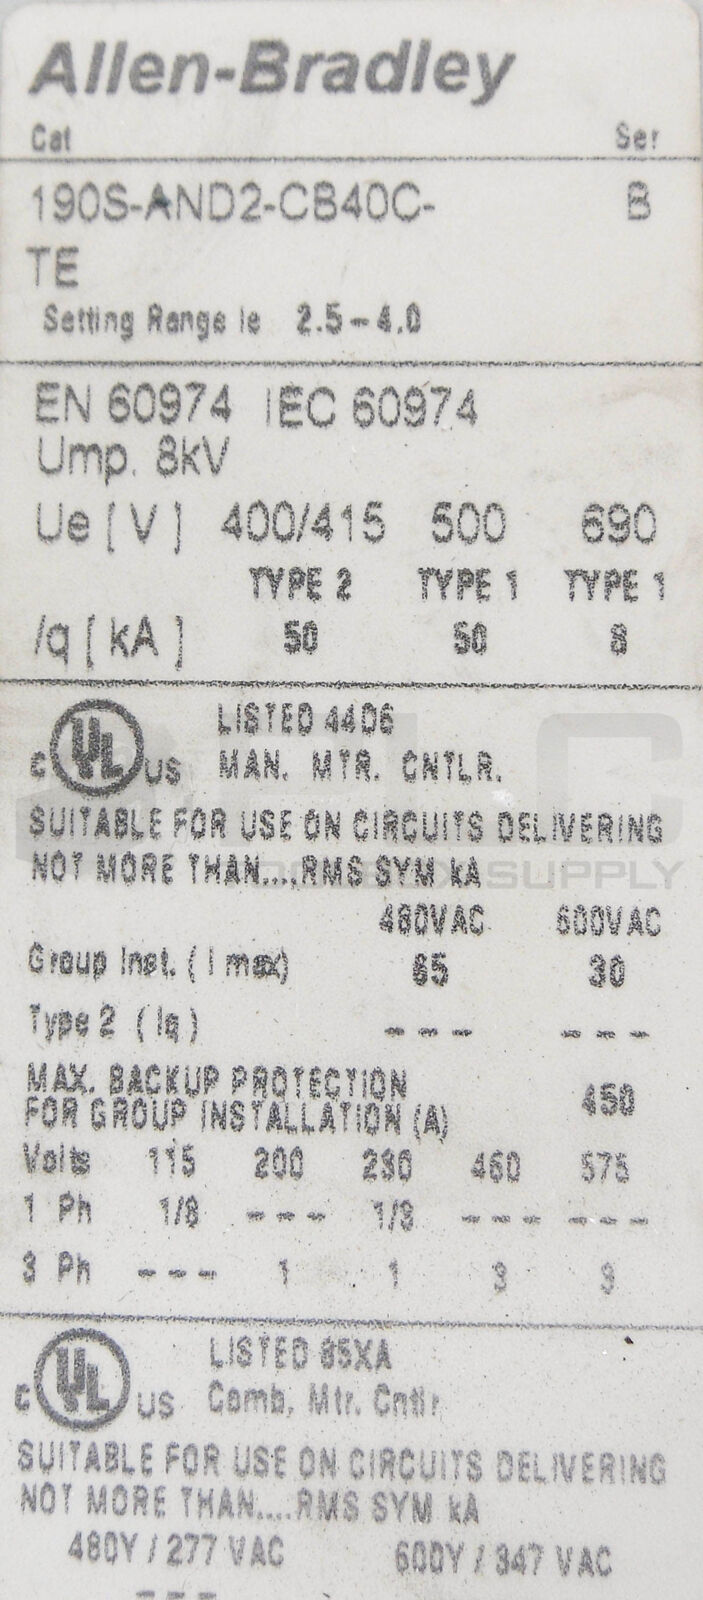 Allen-Bradley
Cat Ser
190S-AND2-CB40C- B
TE
Setting Range Ie 2.5-4.0
EN 60974 IEC 60974
Ump. 8kV
Ue [ V ] 400/415 500 690
TYPE 2 TYPE 1 TYPE 1
Iq [ kA ] 50 50 8
C UL US LISTED 44D6
MAN. MTR. CNTLR.
SUITABLE FOR USE ON CIRCUITS DELIVERING
NOT MORE THAN....RMS SYM kA
SUPPLY
480VAC 600VAC
Group Inst. ( I max) 65 30
Type 2 ( Iq ) --- ---
MAX. BACKUP PROTECTION
FOR GROUP INSTALLATION (A) 450
Volts 115 200 230 460 575
1 Ph 1/8 --- 1/3 --- ---
3 Ph --- 1 1 3 3
C UL US LISTED 65XA
Comb. Mtr. Cntlr
SUITABLE FOR USE ON CIRCUITS DELIVERING
NOT MORE THAN....RMS SYM kA
480Y / 277 VAC 600Y / 347 VAC
---